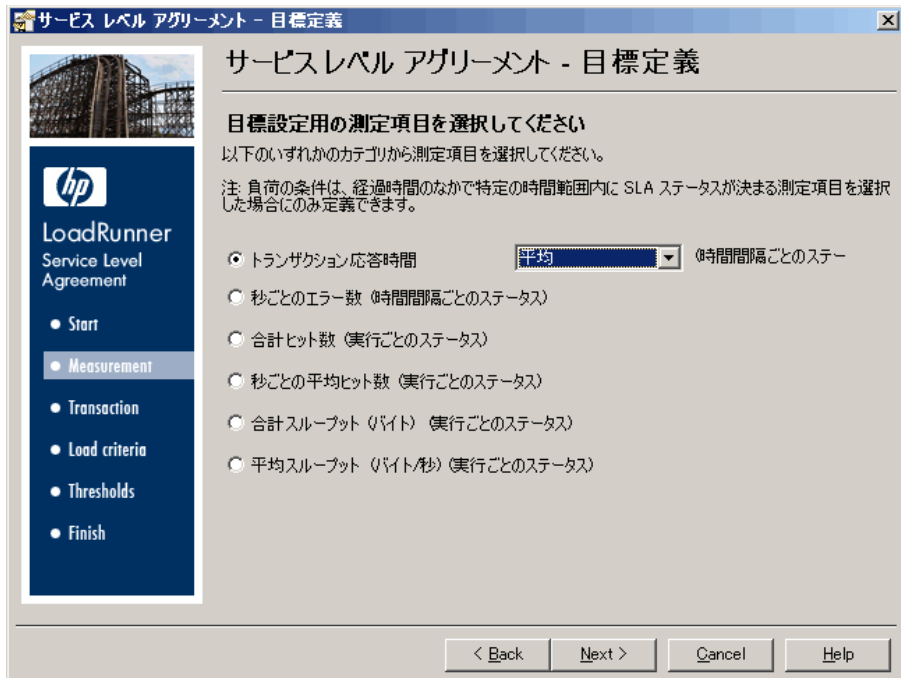 サービス レベル アグリーメント - 目標定義
サービス レベル アグリーメント - 目標定義
目標設定用の測定項目を選択してください
以下のいずれかのカテゴリから測定項目を選択してください。
注: 負荷の条件は、経過時間のなかで特定の時間範囲内に SLA ステータスが決まる測定項目を選択
した場合にのみ定義できます。
hp
LoadRunner
Service Level
Agreement
Start
Measurement
Transaction
Load criteria
Thresholds
Finish
トランザクション応答時間 平均 (時間間隔ごとのステー
秒ごとのエラー数 (時間間隔ごとのステータス)
合計ヒット数 (実行ごとのステータス)
秒ごとの平均ヒット数 (実行ごとのステータス)
合計スループット (バイト) (実行ごとのステータス)
平均スループット (バイト/秒) (実行ごとのステータス)
< Back Next > Cancel Help